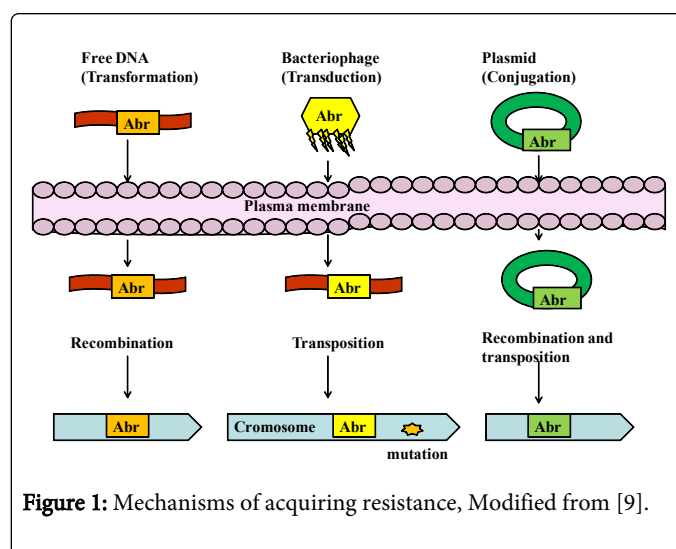 Free DNA
(Transformation)
Bacteriophage
(Transduction)
Plasmid
(Conjugation)
Abr
Abr
Abr
Plasma membrane
Abr
Abr
Abr
Recombination
Transposition
Recombination and
transposition
Abr
Cromosome
Abr
Abr
mutation
Figure 1: Mechanisms of acquiring resistance, Modified from [9].